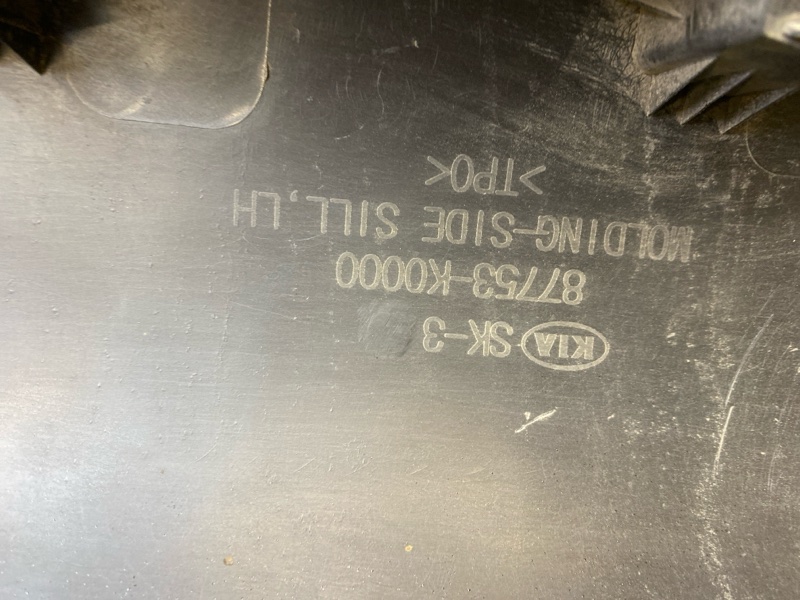 KIA SK-3
87753-K0000
MOLDING-SIDE SILL, LH
>TPO<